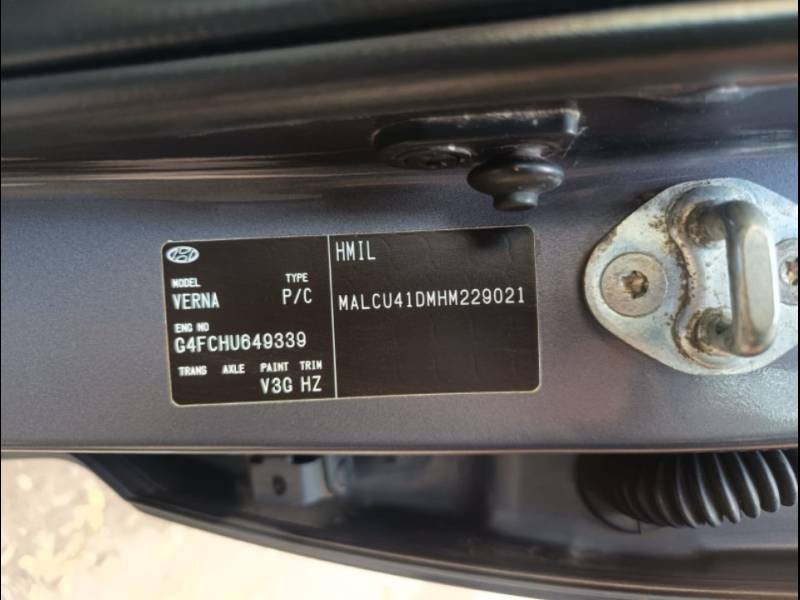 HMIL
MODEL TYPE
VERNA P/C
MALCU41DMHM229021
ENG NO
G4FCHU649339
TRANS AXLE PAINT TRIM
V3G HZ